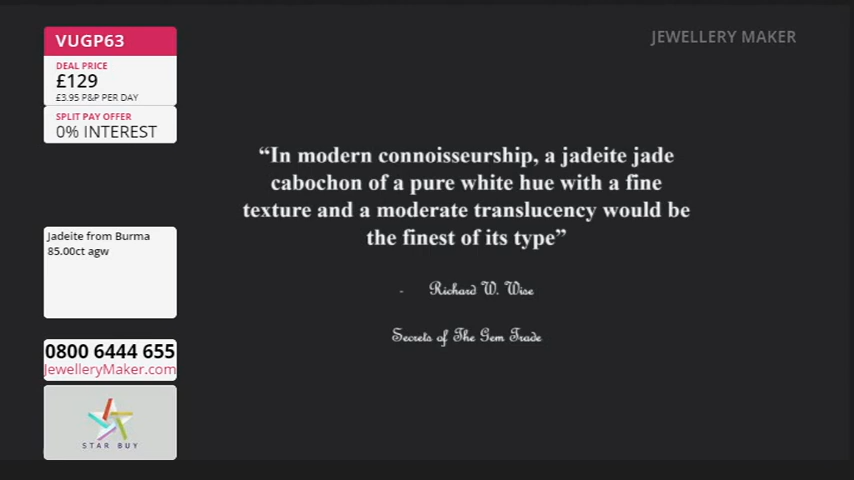 VUGP63
DEAL PRICE
£129
£3.95 P&P PER DAY
SPLIT PAY OFFER
0% INTEREST
Jadeite from Burma
85.00ct agw
0800 6444 655
JewelleryMaker.com
STAR BUY
JEWELLERY MAKER
“In modern connoisseurship, a jadeite jade
cabochon of a pure white hue with a fine
texture and a moderate translucency would be
the finest of its type”
- Richard W. Wise
Secrets of The Gem Trade